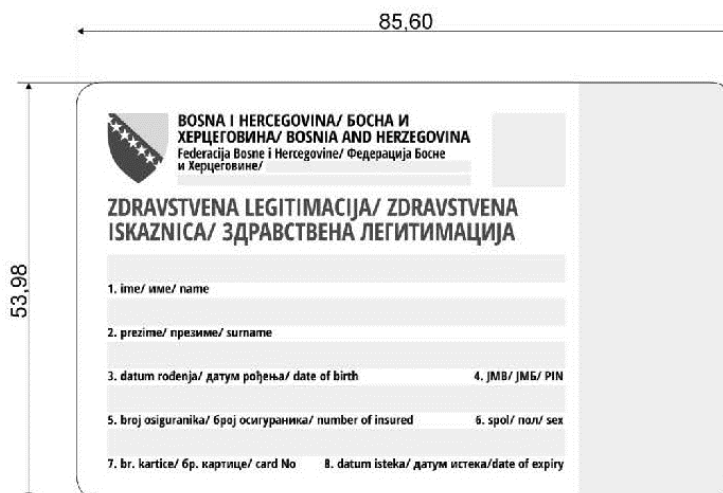 85,60
BOSNA I HERCEGOVINA/ БОСНА И
ХЕРЦЕГОВИНА/ BOSNIA AND HERZEGOVINA
Federacija Bosne i Hercegovine/ Федерација Босне
и Херцеговине/
ZDRAVSTVENA LEGITIMACIJA/ ZDRAVSTVENA
ISKAZNICA/ ЗДРАВСТВЕНА ЛЕГИТИМАЦИЈА
53,98
1. ime/ име/ name
2. prezime/ презиме/ surname
3. datum rođenja/ датум рођења/ date of birth 4. JMB/ ЈМБ/ PIN
5. broj osiguranika/ број осигураника/ number of insured 6. spol/ пол/ sex
7. br. kartice/ бр. картице/ card No 8. datum isteka/ датум истека/date of expiry